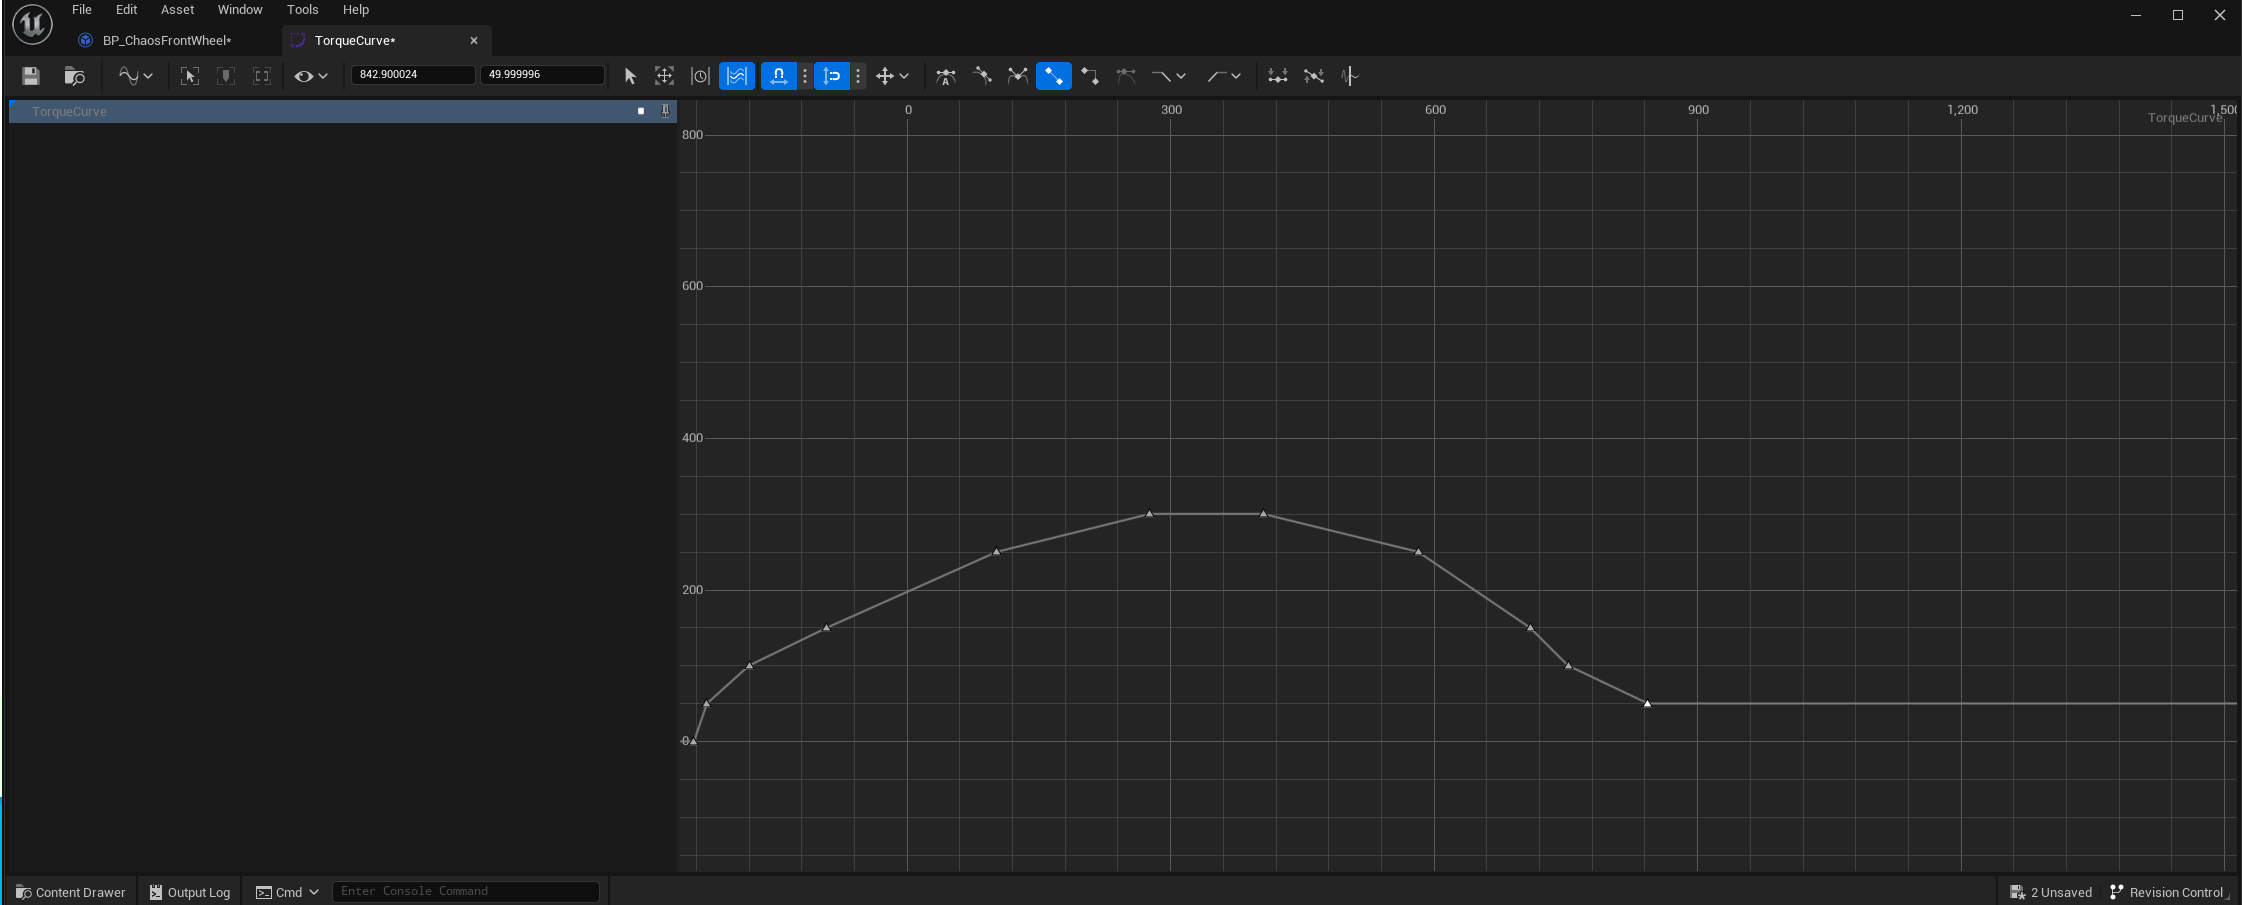 File Edit Asset Window Tools Help
BP_ChaosFrontWheel* TorqueCurve*
842.900024 49.999996
TorqueCurve
0 300 600 900 1,200 1,500
TorqueCurve
800
600
400
200
0
Content Drawer Output Log Cmd Enter Console Command 2 Unsaved Revision Control